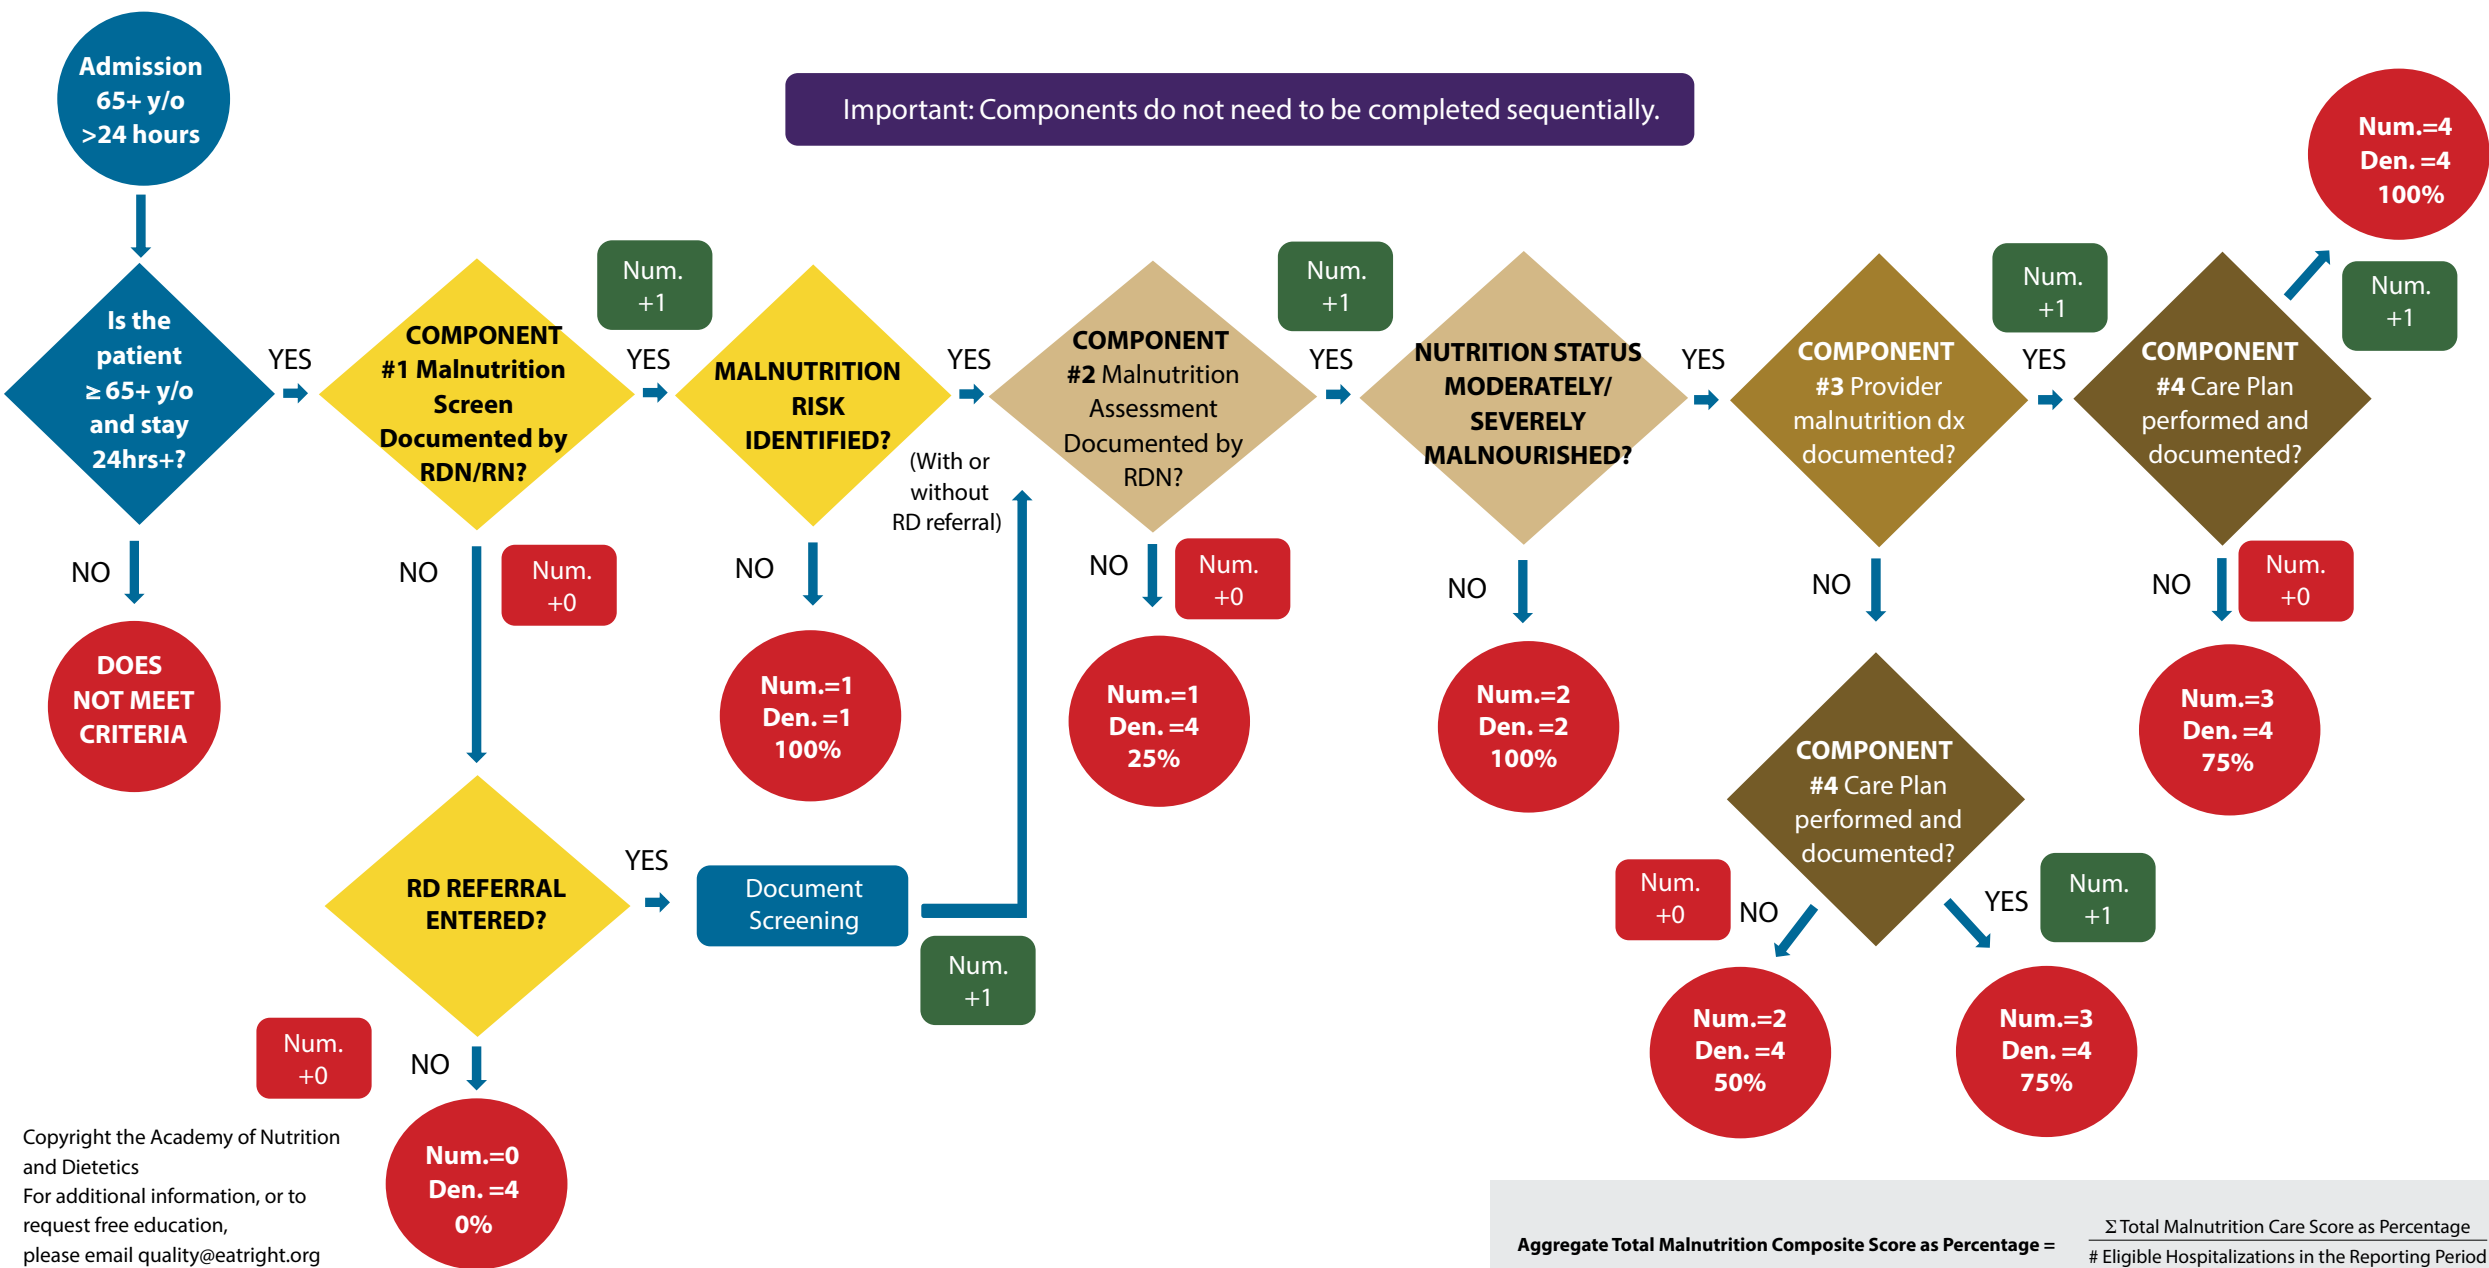 Admission
65+ y/o
>24 hours
Important: Components do not need to be completed sequentially.
Is the
patient
≥ 65+ y/o
and stay
24hrs+?
YES
NO
DOES
NOT MEET
CRITERIA
COMPONENT
#1 Malnutrition
Screen
Documented by
RDN/RN?
Num.
+1
YES
NO
Num.
+0
MALNUTRITION
RISK
IDENTIFIED?
YES
(With or
without
RD referral)
NO
Num.=1
Den. =1
100%
RD REFERRAL
ENTERED?
YES
Document
Screening
Num.
+1
Num.
+0
NO
Num.=0
Den. =4
0%
COMPONENT
#2 Malnutrition
Assessment
Documented by
RDN?
Num.
+1
YES
NO
Num.
+0
Num.=1
Den. =4
25%
NUTRITION STATUS
MODERATELY/
SEVERELY
MALNOURISHED?
YES
NO
Num.=2
Den. =2
100%
COMPONENT
#3 Provider
malnutrition dx
documented?
Num.
+1
YES
NO
COMPONENT
#4 Care Plan
performed and
documented?
Num.
+1
Num.=4
Den. =4
100%
NO
Num.
+0
Num.=3
Den. =4
75%
COMPONENT
#4 Care Plan
performed and
documented?
Num.
+0
NO
YES
Num.
+1
Num.=2
Den. =4
50%
Num.=3
Den. =4
75%
Copyright the Academy of Nutrition
and Dietetics
For additional information, or to
request free education,
please email quality@eatright.org
Aggregate Total Malnutrition Composite Score as Percentage =
Σ Total Malnutrition Care Score as Percentage
# Eligible Hospitalizations in the Reporting Period